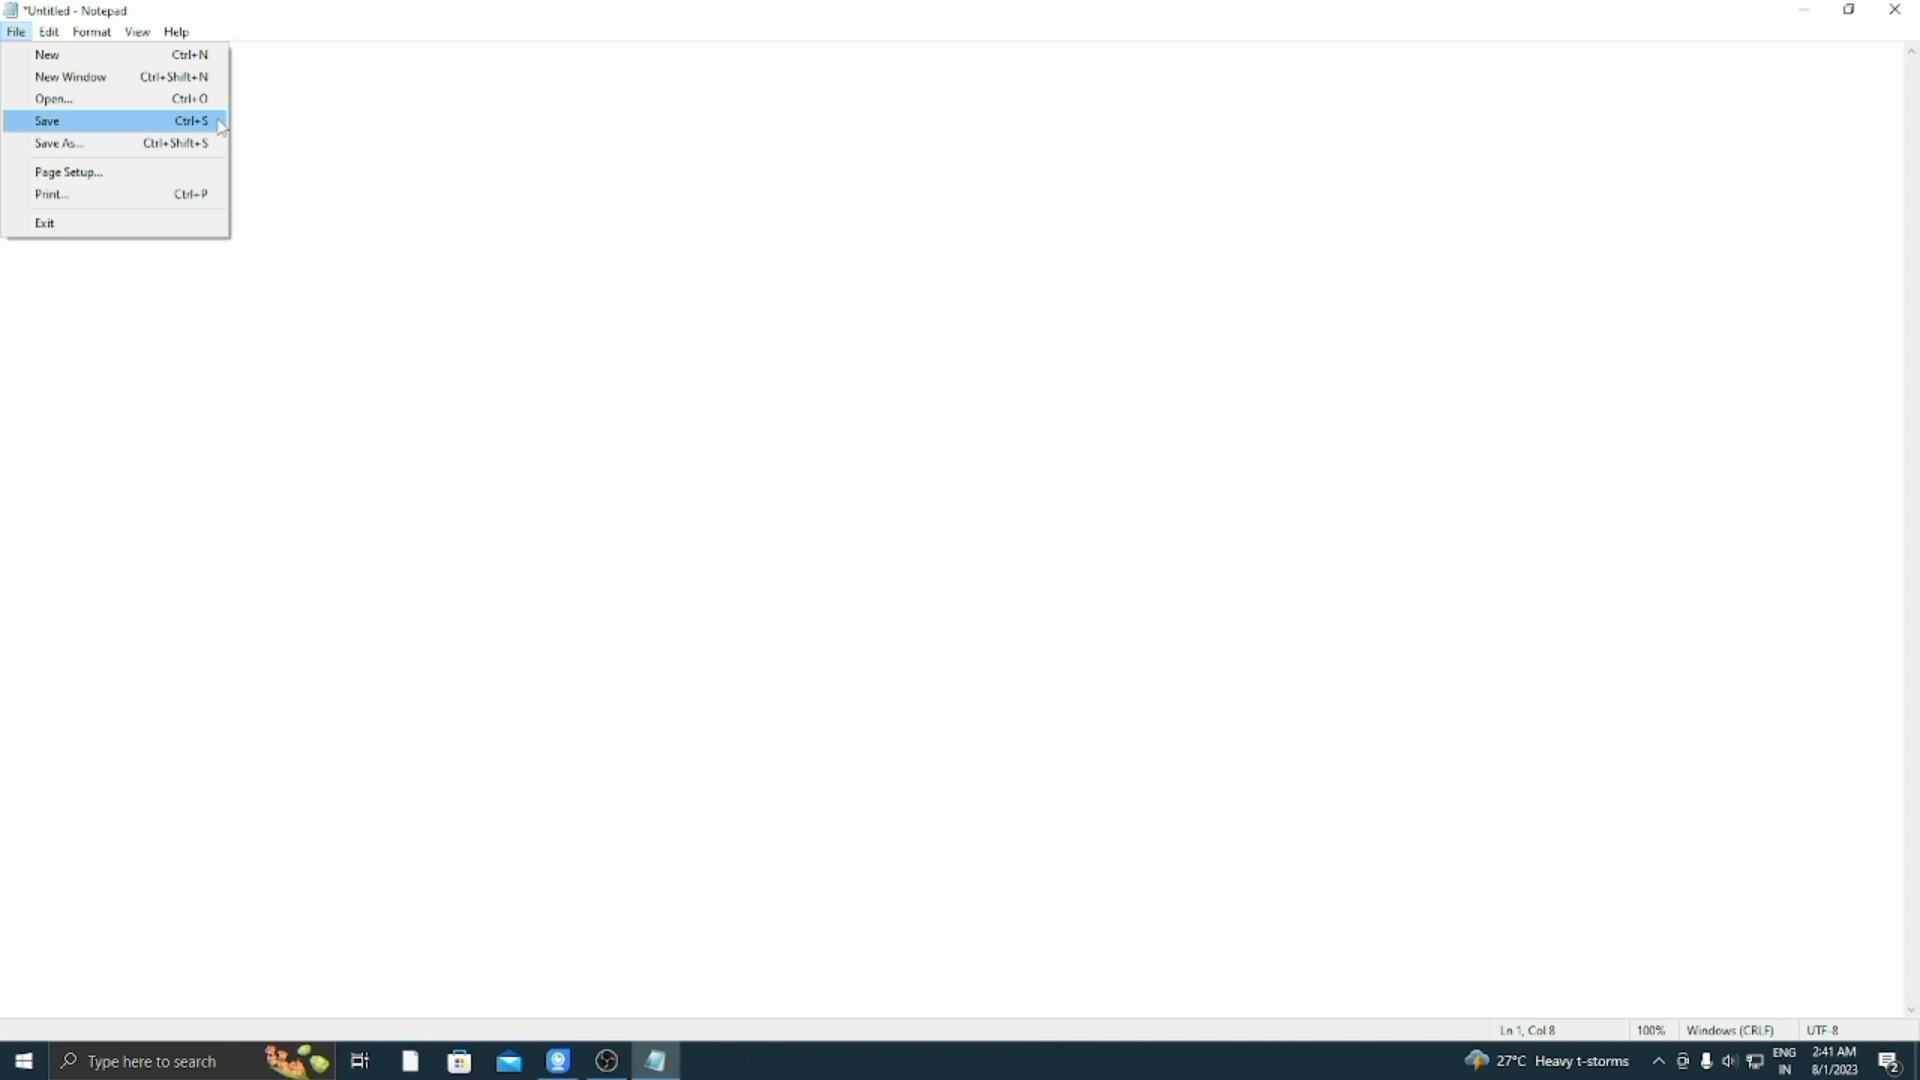 *Untitled - Notepad
File Edit Format View Help
New Ctrl+N
New Window Ctrl+Shift+N
Open... Ctrl+O
Save Ctrl+S
Save As... Ctrl+Shift+S
Page Setup...
Print... Ctrl+P
Exit
Ln 1, Col 8 100% Windows (CRLF) UTF-8
Type here to search 27°C Heavy t-storms ENG 2:41 AM
IN 8/1/2023 2